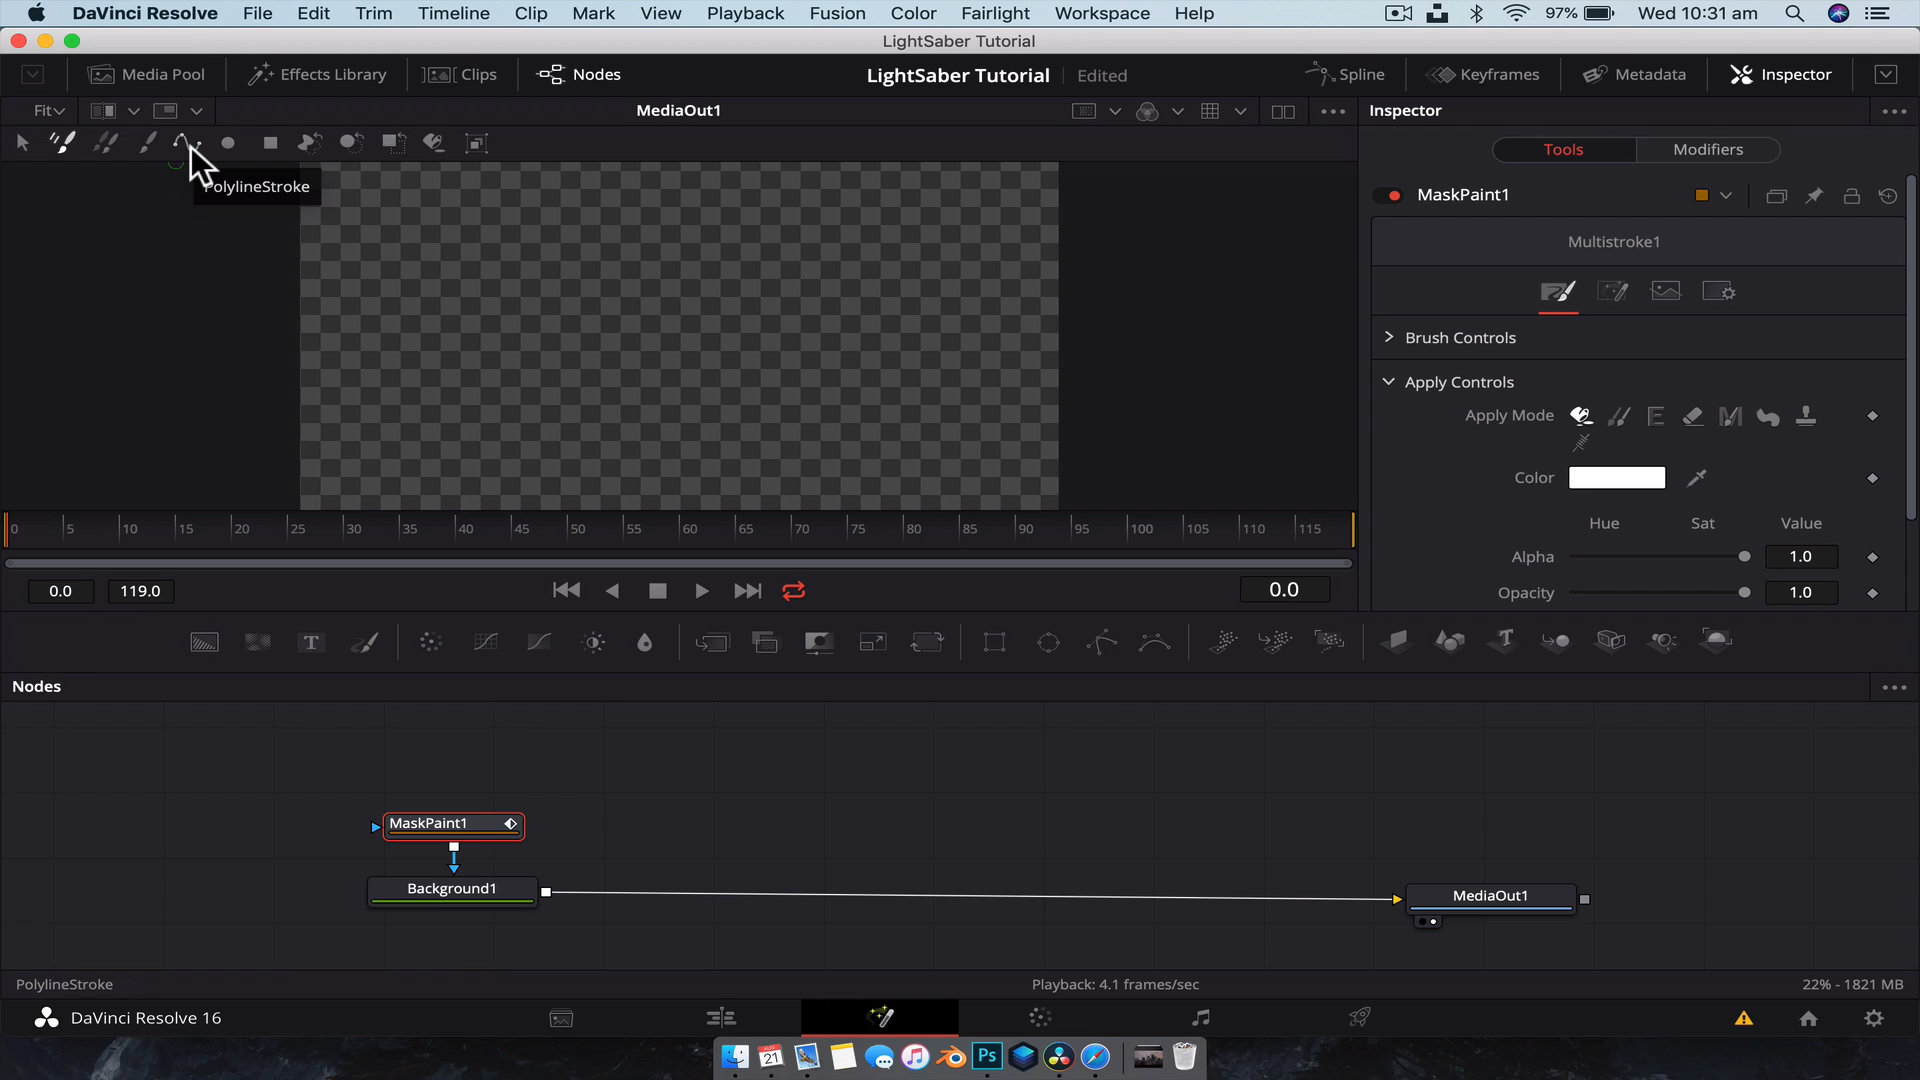 DaVinci Resolve File Edit Trim Timeline Clip Mark View Playback Fusion Color Fairlight Workspace Help 97% Wed 10:31 am
LightSaber Tutorial
Media Pool Effects Library Clips Nodes LightSaber Tutorial Edited Spline Keyframes Metadata Inspector
Fit MediaOut1 Inspector
Tools Modifiers
PolylineStroke
MaskPaint1
Multistroke1
Brush Controls
Apply Controls
Apply Mode E M
Color
Hue Sat Value
Alpha 1.0
Opacity 1.0
0 5 10 15 20 25 30 35 40 45 50 55 60 65 70 75 80 85 90 95 100 105 110 115
0.0 119.0 0.0
T T
Nodes
MaskPaint1
Background1
MediaOut1
PolylineStroke Playback: 4.1 frames/sec 22% - 1821 MB
DaVinci Resolve 16
AUG
21
Ps